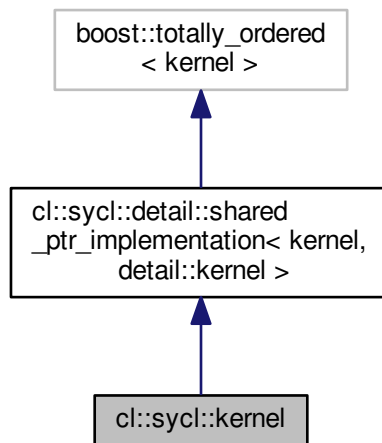 boost::totally_ordered
< kernel >
cl::sycl::detail::shared
_ptr_implementation< kernel,
detail::kernel >
cl::sycl::kernel